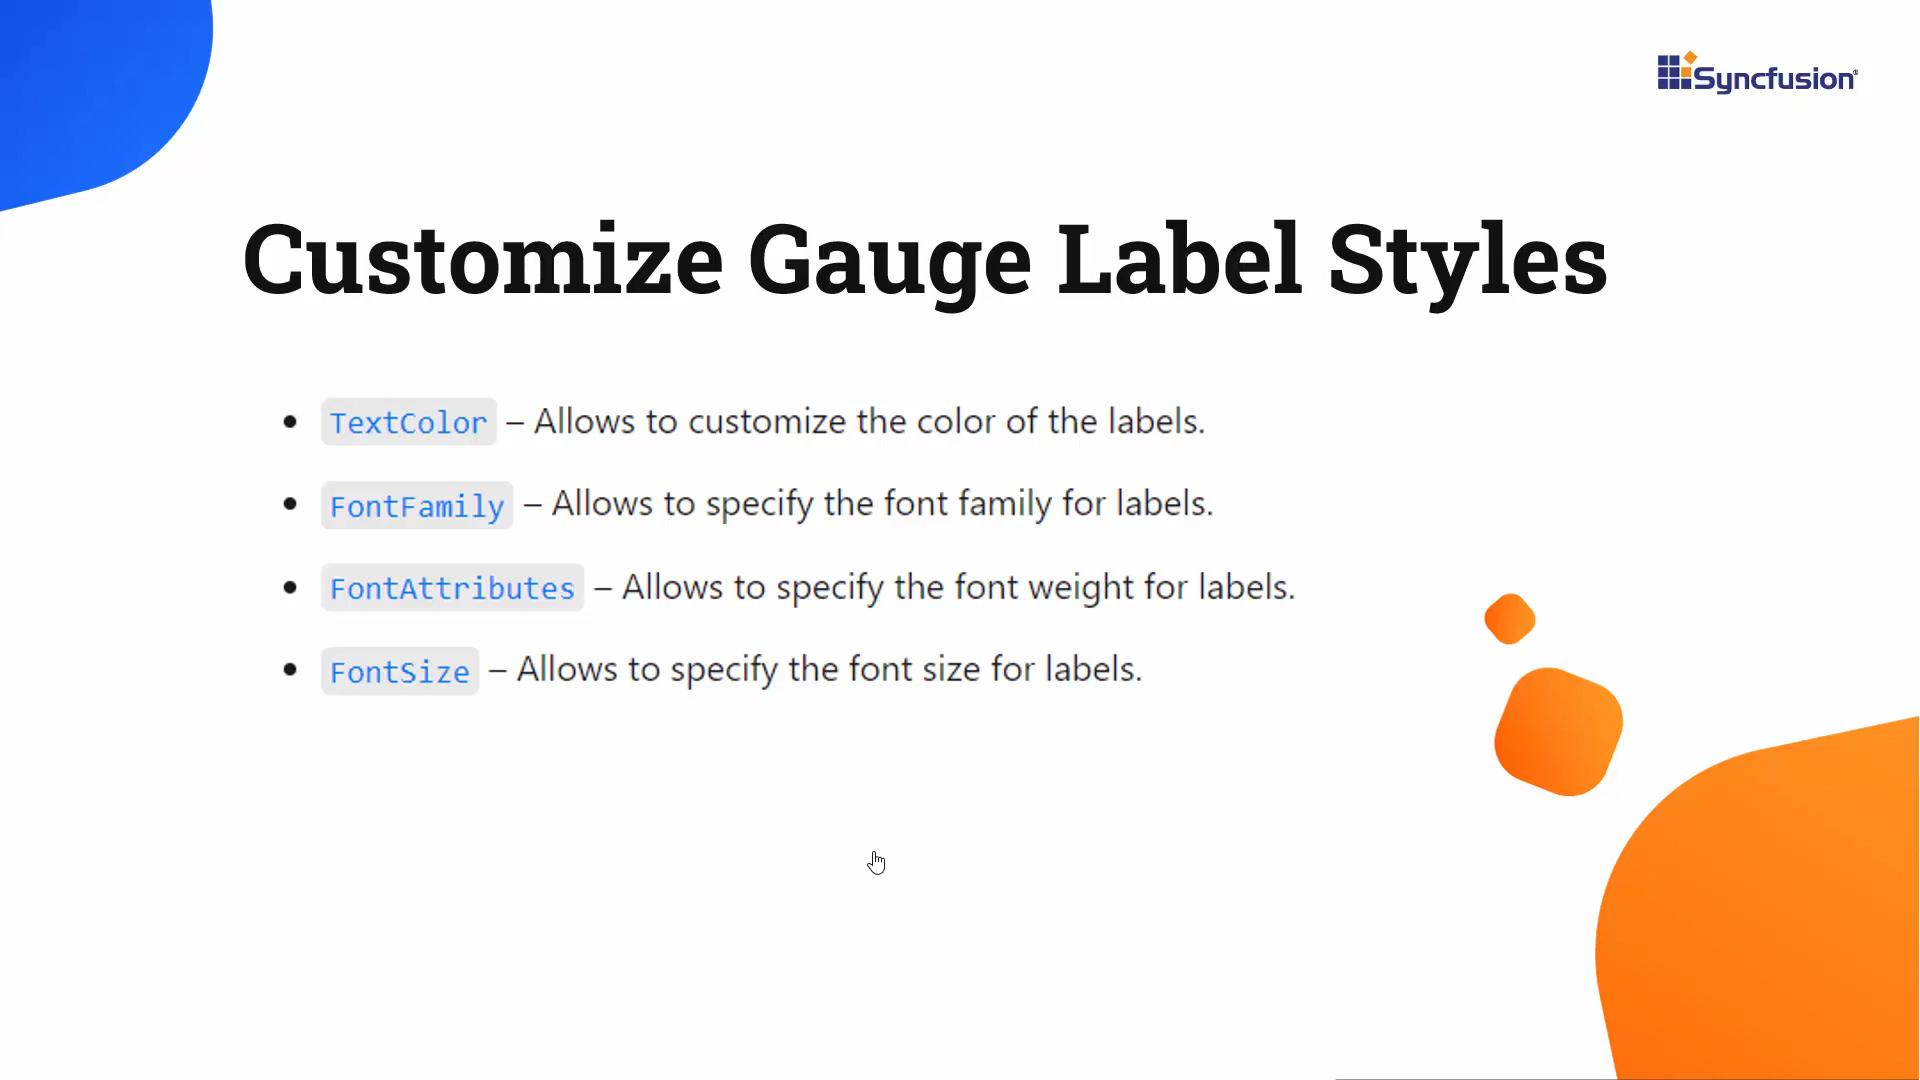 Syncfusion®
Customize Gauge Label Styles
• TextColor – Allows to customize the color of the labels.
• FontFamily – Allows to specify the font family for labels.
• FontAttributes – Allows to specify the font weight for labels.
• FontSize – Allows to specify the font size for labels.